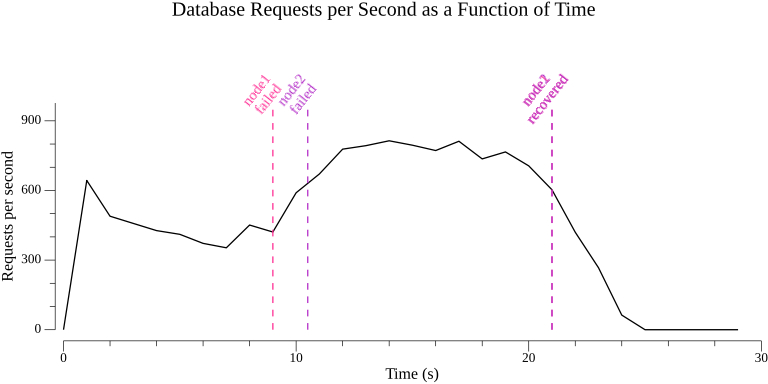 Database Requests per Second as a Function of Time
node1
failed
node2
failed
recovered
Requests per second
900
600
300
0
0
10
20
30
Time (s)